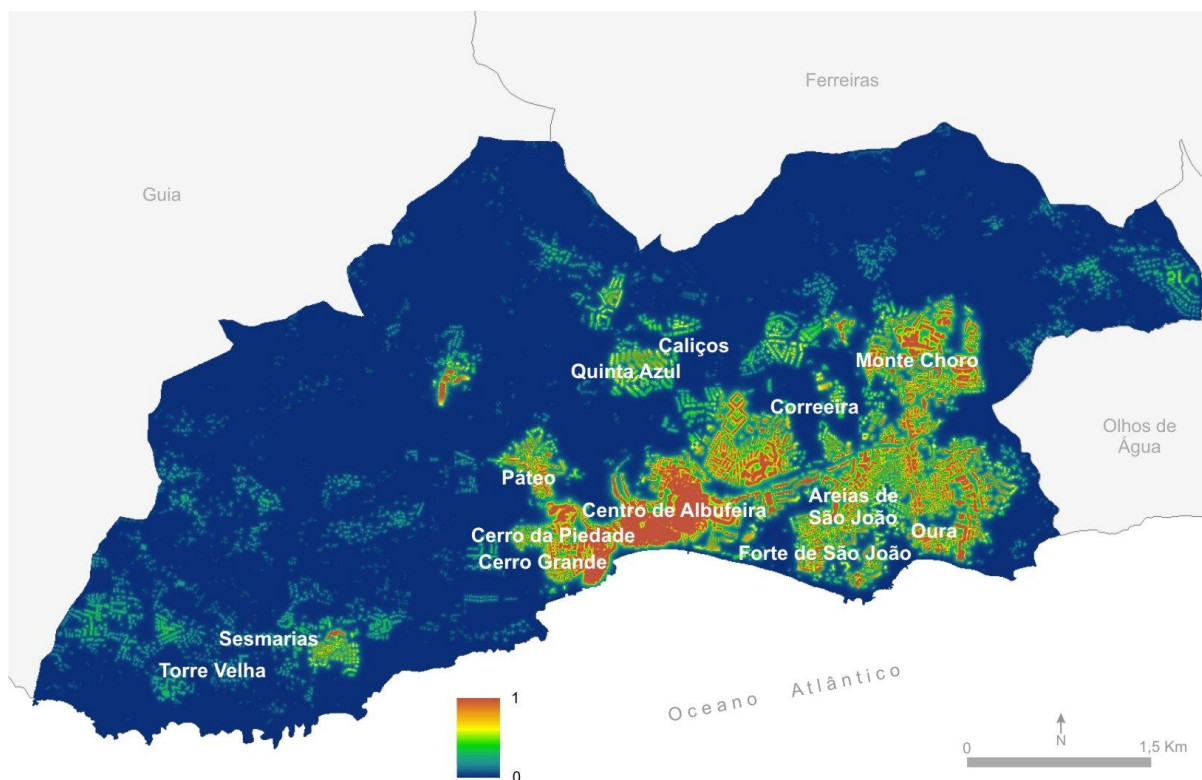 Ferreiras
Guia
Caliços
Monte Choro
Quinta Azul
Correeira
Olhos de
Água
Páteo
Centro de Albufeira
Areias de
São João
Cerro da Piedade
Oura
Forte de São João
Cerro Grande
Sesmarias
Torre Velha
Oceano Atlântico
1
0
N
0
1,5 Km